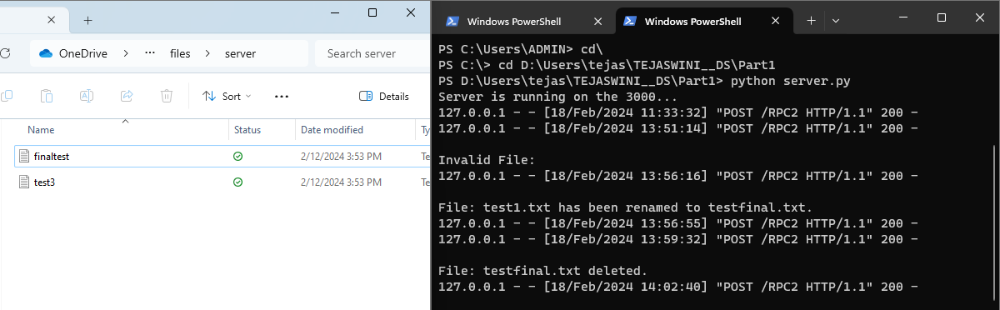 OneDrive > ... files > server
Search server
Sort
Details
Name Status Date modified Ty
finaltest 2/12/2024 3:53 PM Te
test3 2/12/2024 3:53 PM Te
Windows PowerShell
Windows PowerShell
PS C:\Users\ADMIN> cd\
PS C:\> cd D:\Users\tejas\TEJASWINI__DS\Part1
PS D:\Users\tejas\TEJASWINI__DS\Part1> python server.py
Server is running on the 3000...
127.0.0.1 - - [18/Feb/2024 11:33:32] "POST /RPC2 HTTP/1.1" 200 -
127.0.0.1 - - [18/Feb/2024 13:51:14] "POST /RPC2 HTTP/1.1" 200 -
Invalid File:
127.0.0.1 - - [18/Feb/2024 13:56:16] "POST /RPC2 HTTP/1.1" 200 -
File: test1.txt has been renamed to testfinal.txt.
127.0.0.1 - - [18/Feb/2024 13:56:55] "POST /RPC2 HTTP/1.1" 200 -
127.0.0.1 - - [18/Feb/2024 13:59:32] "POST /RPC2 HTTP/1.1" 200 -
File: testfinal.txt deleted.
127.0.0.1 - - [18/Feb/2024 14:02:40] "POST /RPC2 HTTP/1.1" 200 -